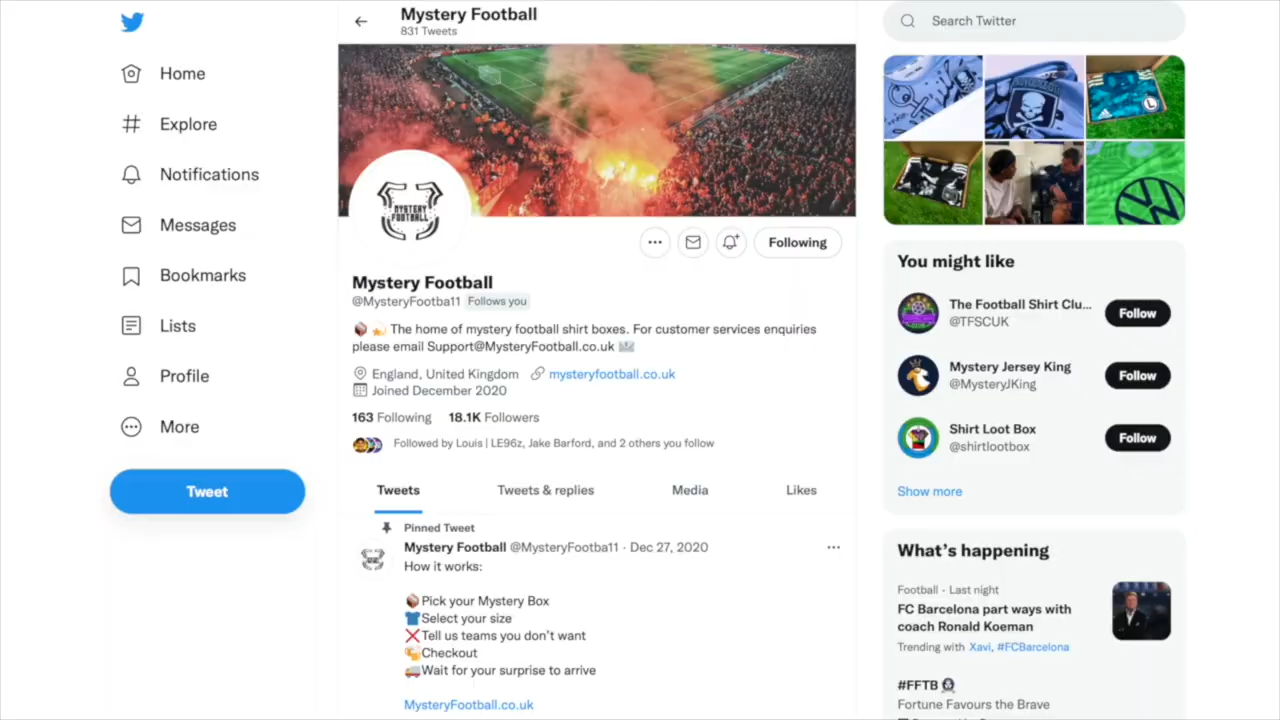 Home
Explore
Notifications
Messages
Bookmarks
Lists
Profile
More
Tweet
Mystery Football
831 Tweets
MYSTERY
FOOTBALL
Following
Mystery Football
@MysteryFootba11 Follows you
The home of mystery football shirt boxes. For customer services enquiries
please email Support@MysteryFootball.co.uk
England, United Kingdom mysteryfootball.co.uk
Joined December 2020
163 Following 18.1K Followers
Followed by Louis | LE96z, Jake Barford, and 2 others you follow
Tweets Tweets & replies Media Likes
Pinned Tweet
Mystery Football @MysteryFootba11 · Dec 27, 2020
How it works:
Pick your Mystery Box
Select your size
Tell us teams you don't want
Checkout
Wait for your surprise to arrive
MysteryFootball.co.uk
Search Twitter
L
You might like
The Football Shirt Clu...
@TFSCUK
Follow
Mystery Jersey King
@MysteryJKing
Follow
Shirt Loot Box
@shirtlootbox
Follow
Show more
What's happening
Football · Last night
FC Barcelona part ways with
coach Ronald Koeman
Trending with Xavi, #FCBarcelona
#FFTB
Fortune Favours the Brave